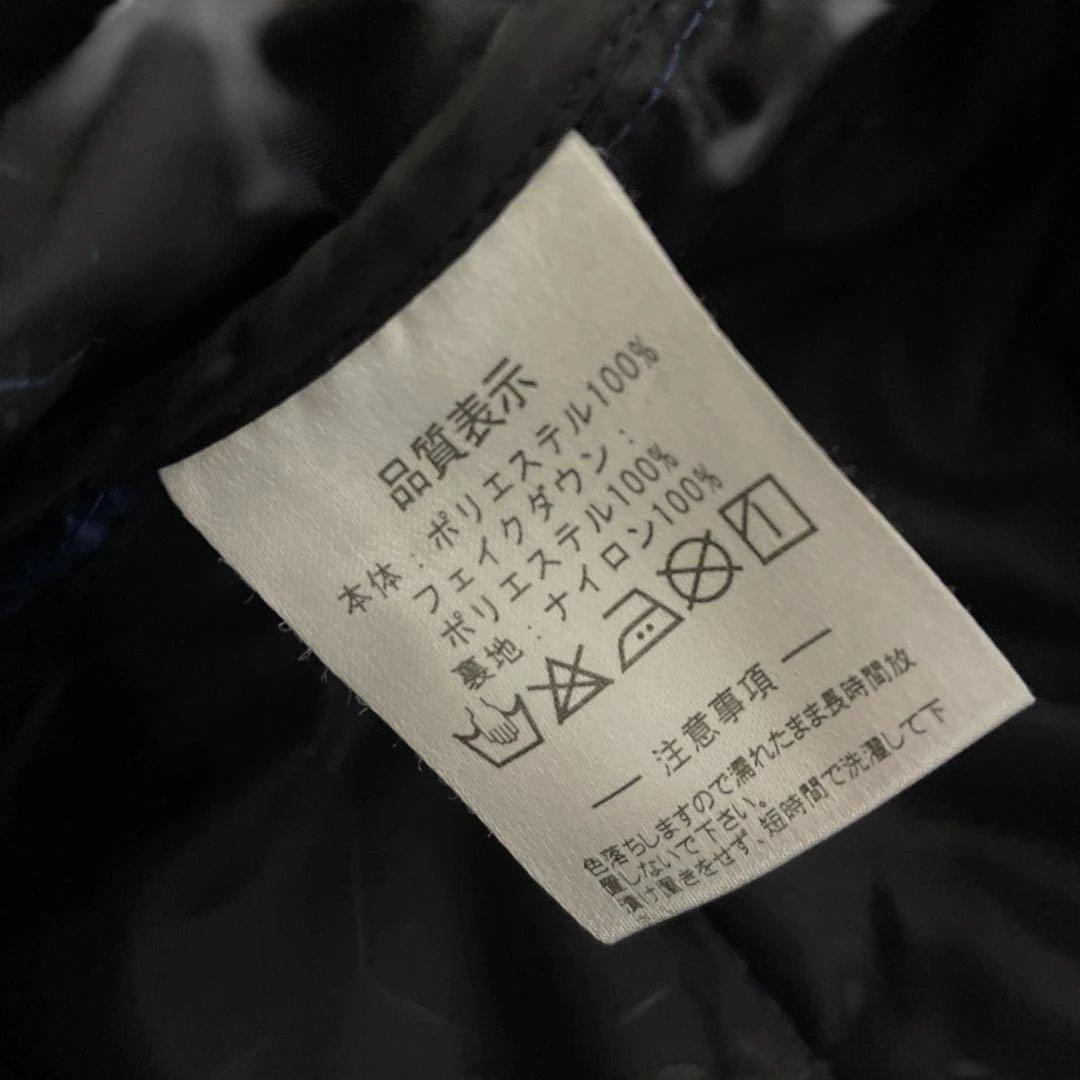 品質表示
本体：ポリエステル100%
フェイクダウン：
ポリエステル100%
裏地：ナイロン100%
注意事項
色落ちしますので濡れたまま長時間放
置しないで下さい。
漬け置きをせず、短時間で洗濯して下